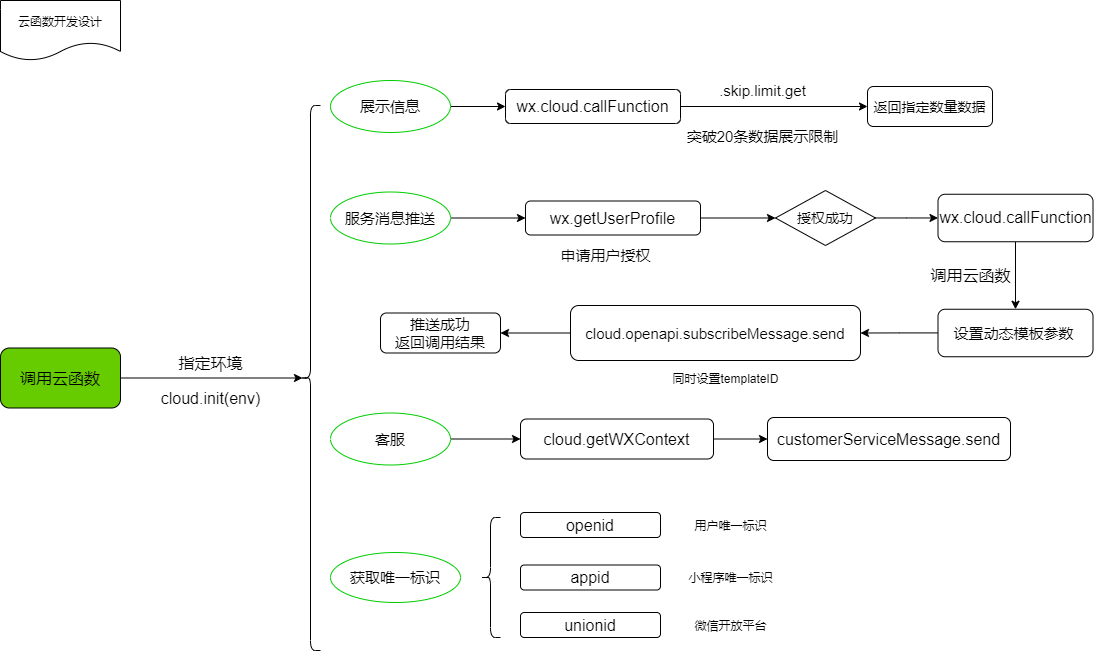 云函数开发设计
展示信息
wx.cloud.callFunction
.skip.limit.get
突破20条数据展示限制
返回指定数量数据
服务消息推送
wx.getUserProfile
申请用户授权
授权成功
wx.cloud.callFunction
调用云函数
设置动态模板参数
cloud.openapi.subscribeMessage.send
同时设置templateID
推送成功
返回调用结果
调用云函数
指定环境
cloud.init(env)
客服
cloud.getWXContext
customerServiceMessage.send
获取唯一标识
openid
用户唯一标识
appid
小程序唯一标识
unionid
微信开放平台